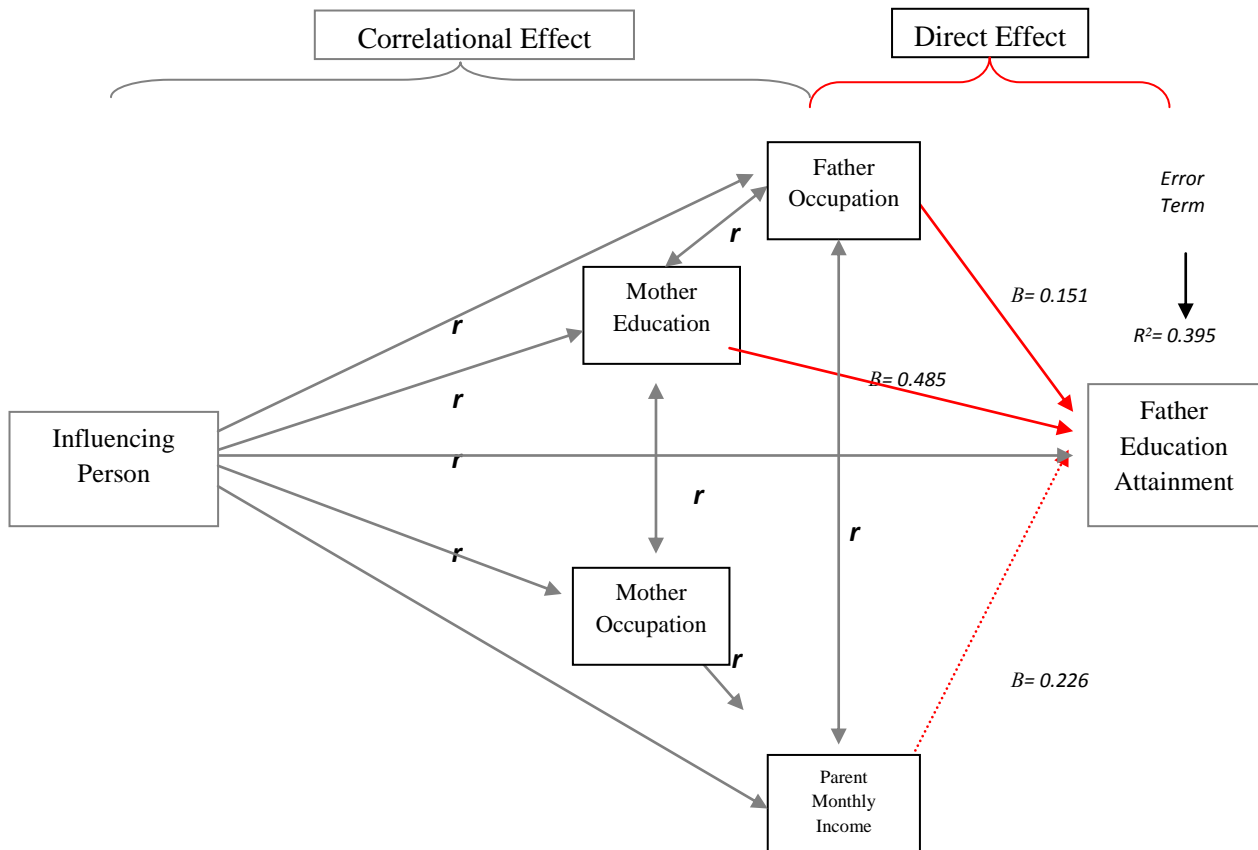 Correlational Effect
Direct Effect
Father
Occupation
Error
Term
r
Mother
Education
B= 0.151
r
R²= 0.395
B= 0.485
r
Father
Education
Attainment
Influencing
Person
r
r
r
r
Mother
Occupation
r
B= 0.226
Parent
Monthly
Income